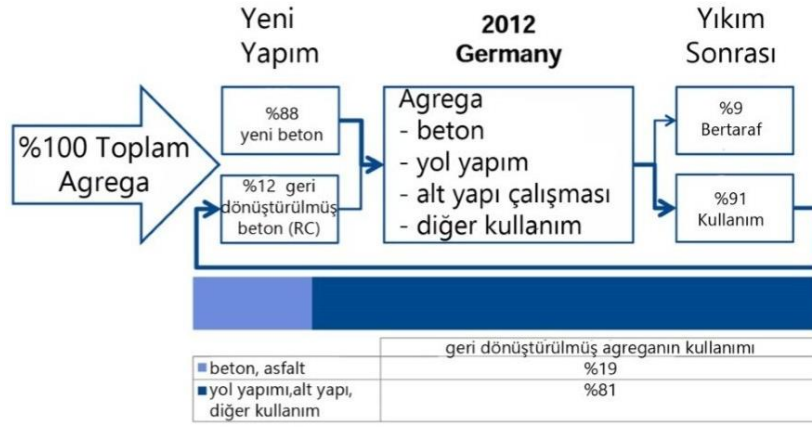 Yeni
Yapım
2012
Germany
Yıkım
Sonrası
%100 Toplam
Agrega
%88
yeni beton
%12 geri
dönüştürülmüş
beton (RC)
Agrega
- beton
- yol yapım
- alt yapı çalışması
- diğer kullanım
%9
Bertaraf
%91
Kullanım
geri dönüştürülmüş agreganın kullanımı
beton, asfalt
%19
yol yapımı,alt yapı,
diğer kullanım
%81